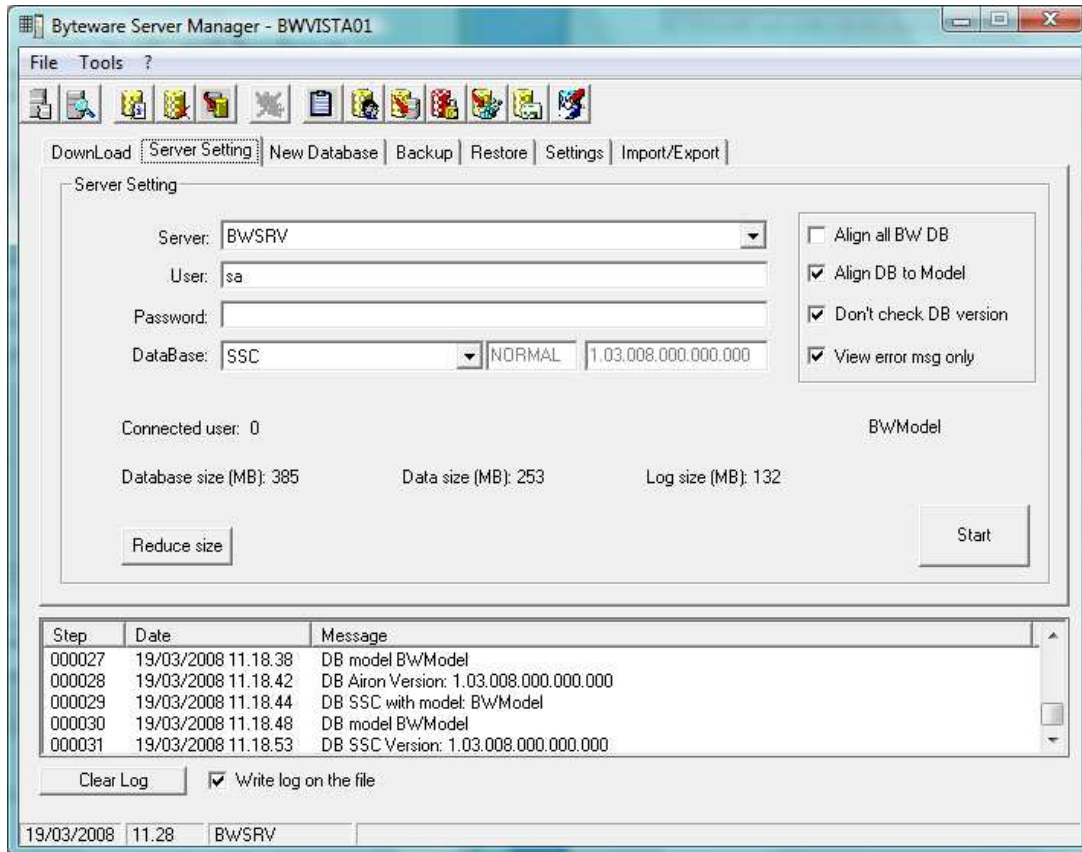 Byteware Server Manager - BWVISTA01
File Tools ?
DownLoad Server Setting New Database Backup Restore Settings Import/Export
Server Setting
Server: BWSRV
Align all BW DB
User: sa
Align DB to Model
Password:
Don't check DB version
DataBase: SSC NORMAL 1.03.008.000.000.000
View error msg only
Connected user: 0
BWModel
Database size (MB): 385 Data size (MB): 253 Log size (MB): 132
Reduce size
Start
Step Date Message
000027 19/03/2008 11.18.38 DB model BWModel
000028 19/03/2008 11.18.42 DB Airon Version: 1.03.008.000.000.000
000029 19/03/2008 11.18.44 DB SSC with model: BWModel
000030 19/03/2008 11.18.48 DB model BWModel
000031 19/03/2008 11.18.53 DB SSC Version: 1.03.008.000.000.000
Clear Log Write log on the file
19/03/2008 11.28 BWSRV